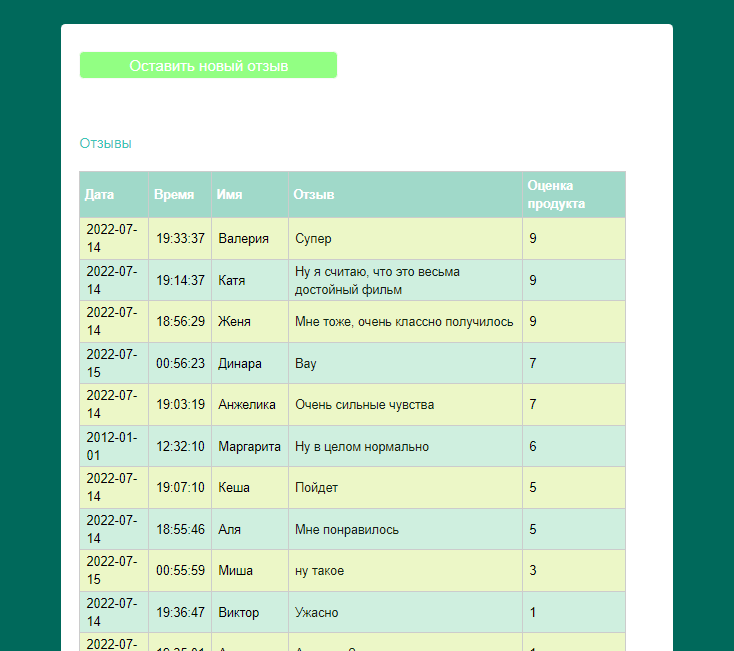 Оставить новый отзыв
Отзывы
Дата Время Имя Отзыв Оценка продукта
2022-07-14 19:33:37 Валерия Супер 9
2022-07-14 19:14:37 Катя Ну я считаю, что это весьма достойный фильм 9
2022-07-14 18:56:29 Женя Мне тоже, очень классно получилось 9
2022-07-15 00:56:23 Динара Вау 7
2022-07-14 19:03:19 Анжелика Очень сильные чувства 7
2012-01-01 12:32:10 Маргарита Ну в целом нормально 6
2022-07-14 19:07:10 Кеша Пойдет 5
2022-07-14 18:55:46 Аля Мне понравилось 5
2022-07-15 00:55:59 Миша ну такое 3
2022-07-14 19:36:47 Виктор Ужасно 1
2022-07-